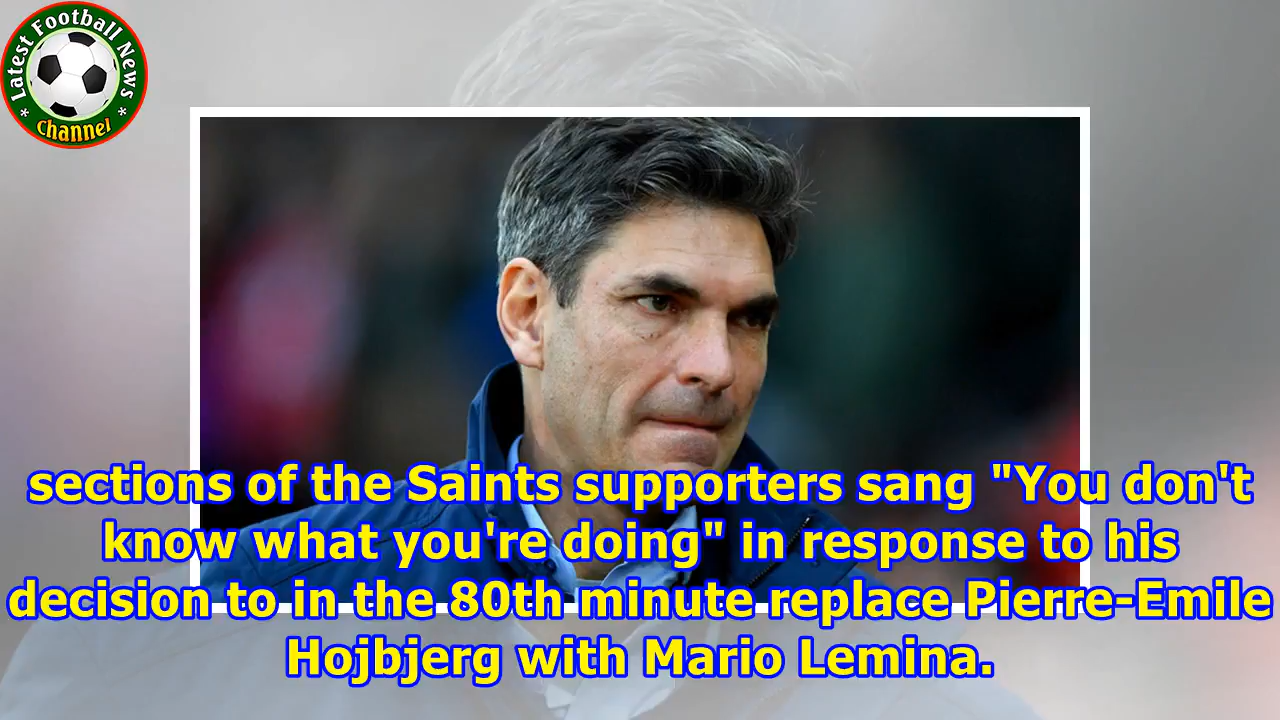 Latest Football News
* Channel *
sections of the Saints supporters sang "You don't
know what you're doing" in response to his
decision to in the 80th minute replace Pierre-Emile
Hojbjerg with Mario Lemina.